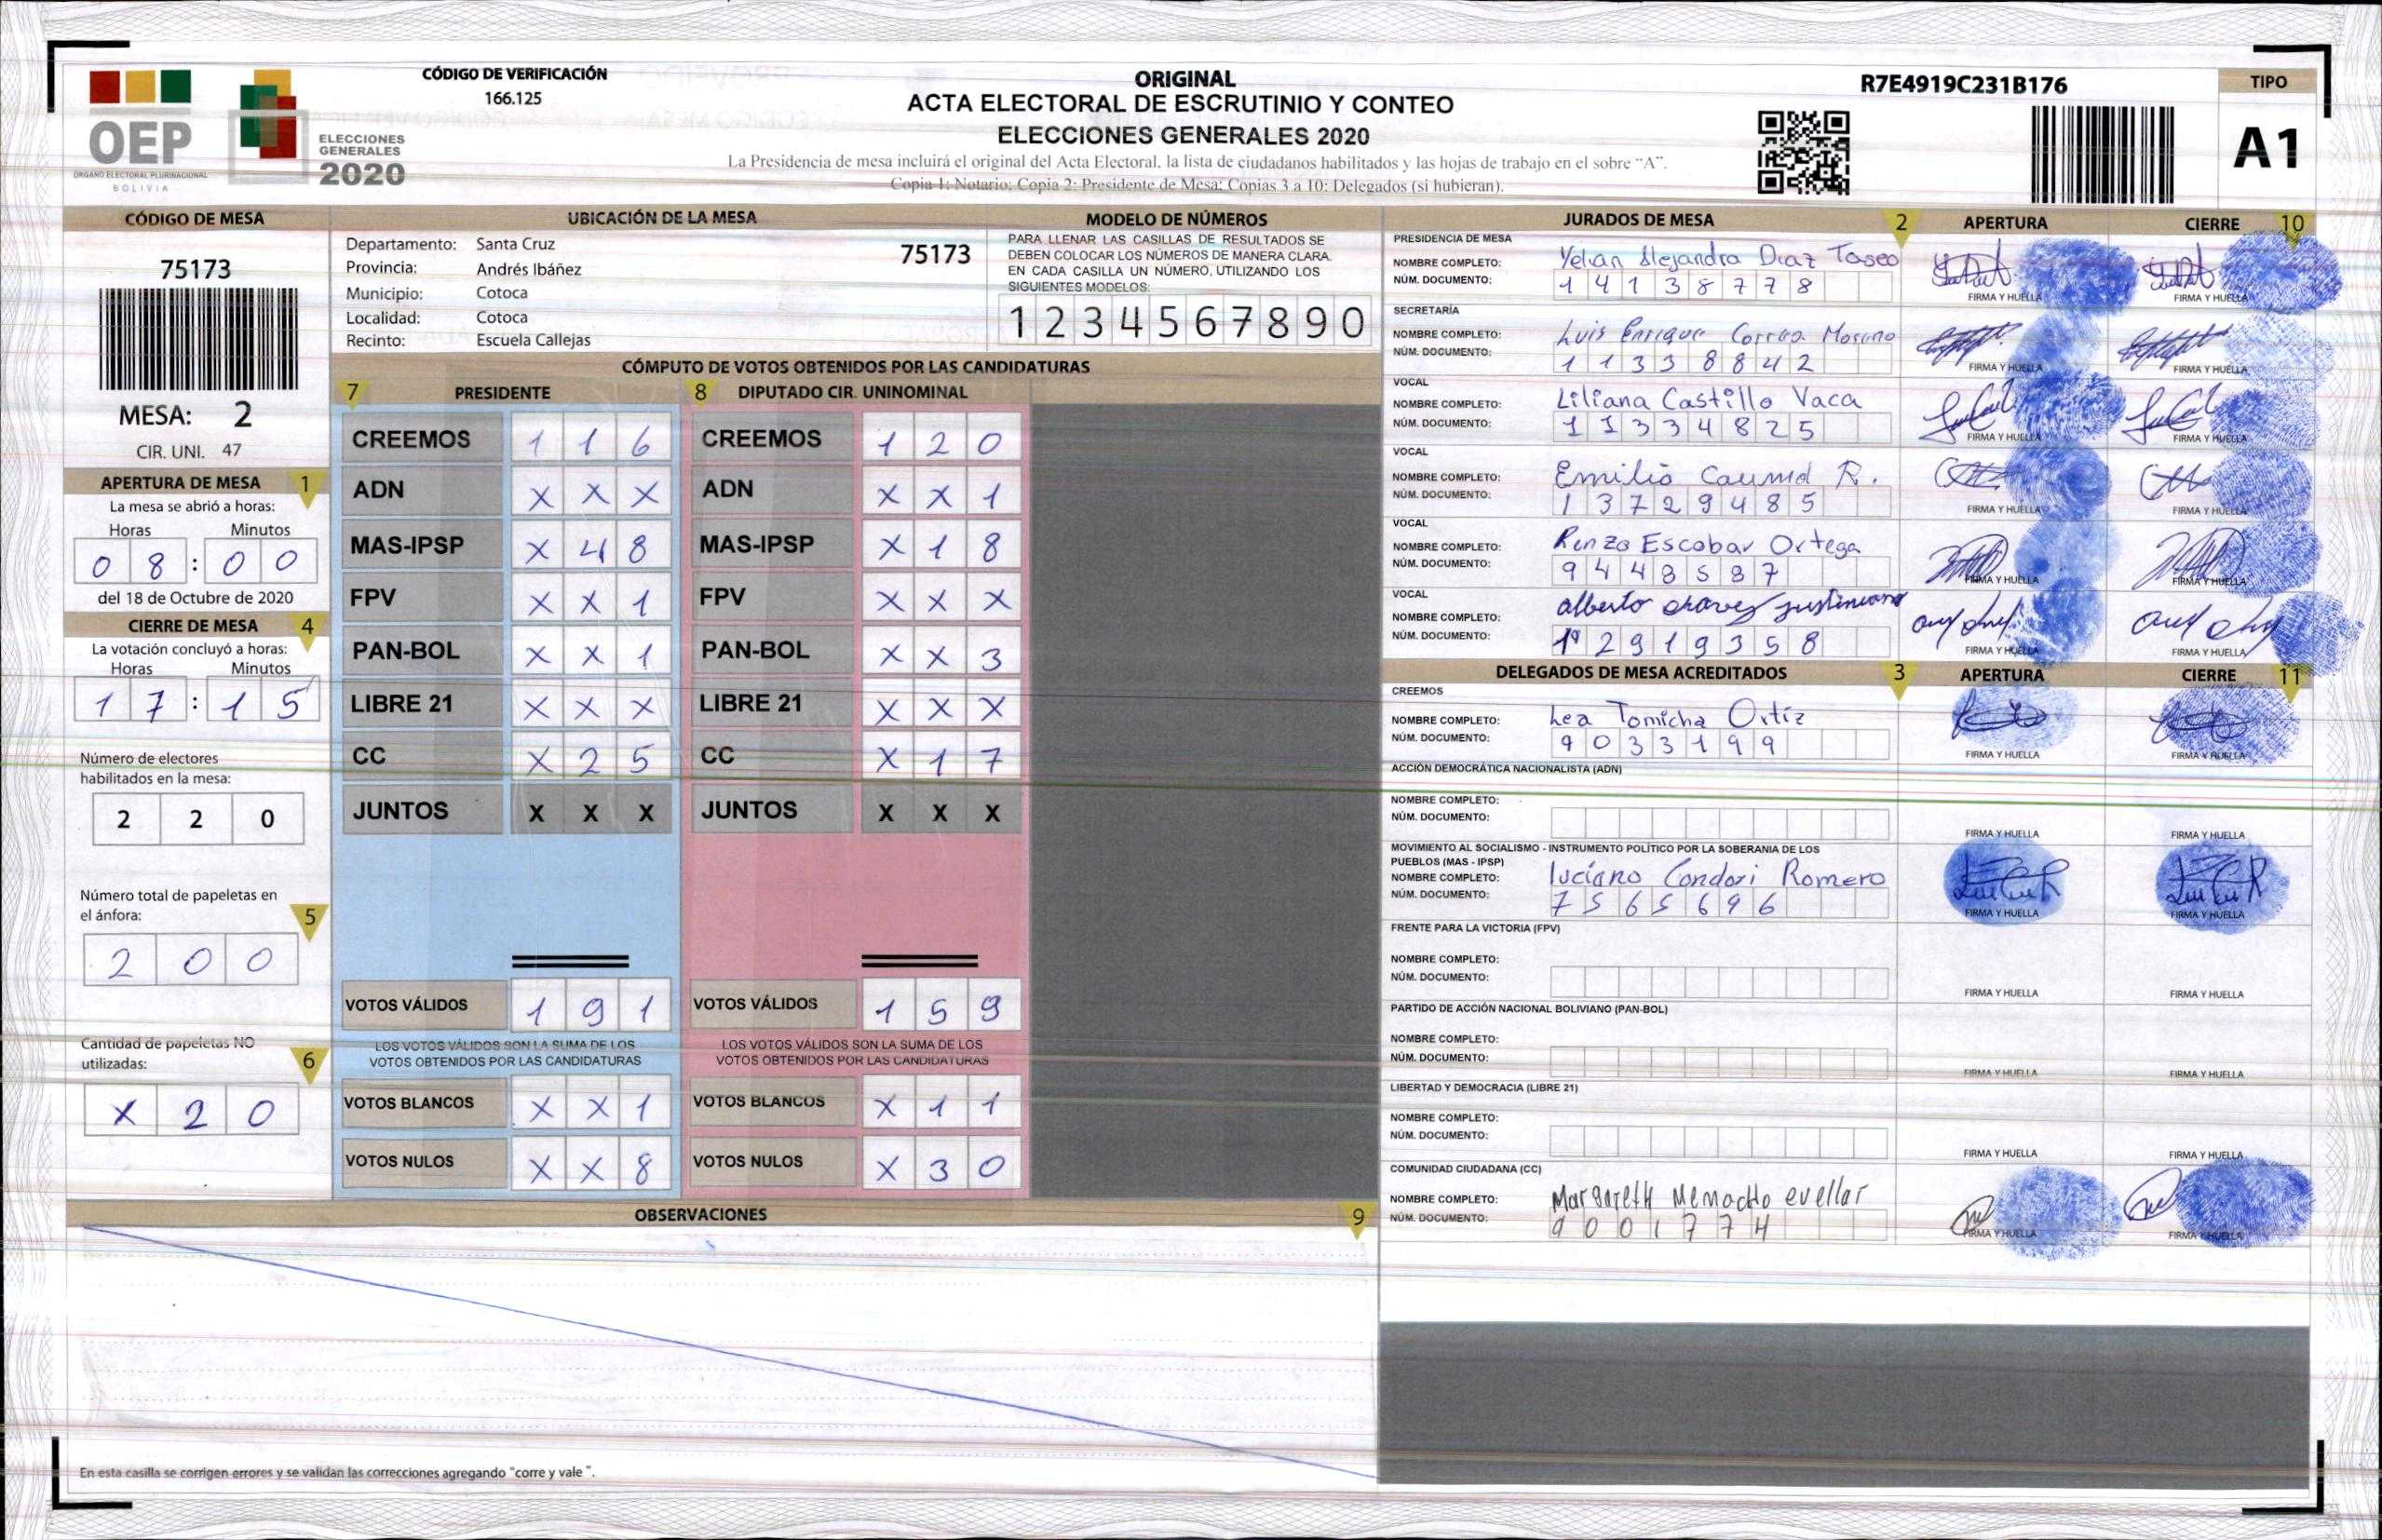 OEP
ÓRGANO ELECTORAL PLURINACIONAL
BOLIVIA
ELECCIONES
GENERALES
2020
CÓDIGO DE VERIFICACIÓN
166.125
ORIGINAL
ACTA ELECTORAL DE ESCRUTINIO Y CONTEO
ELECCIONES GENERALES 2020
La Presidencia de mesa incluirá el original del Acta Electoral, la lista de ciudadanos habilitados y las hojas de trabajo en el sobre “A”.
Copia 1: Notario; Copia 2: Presidente de Mesa; Copias 3 a 10: Delegados (si hubieran).
R7E4919C231B176
TIPO
A1
CÓDIGO DE MESA
75173
MESA: 2
CIR. UNI. 47
APERTURA DE MESA 1
La mesa se abrió a horas:
Horas Minutos
0 8 : 0 0
del 18 de Octubre de 2020
CIERRE DE MESA 4
La votación concluyó a horas:
Horas Minutos
1 7 : 1 5
Número de electores
habilitados en la mesa:
2 2 0
Número total de papeletas en
el ánfora: 5
2 0 0
Cantidad de papeletas NO
utilizadas: 6
X 2 0
UBICACIÓN DE LA MESA
Departamento: Santa Cruz 75173
Provincia: Andrés Ibáñez
Municipio: Cotoca
Localidad: Cotoca
Recinto: Escuela Callejas
MODELO DE NÚMEROS
PARA LLENAR LAS CASILLAS DE RESULTADOS SE
DEBEN COLOCAR LOS NÚMEROS DE MANERA CLARA.
EN CADA CASILLA UN NÚMERO, UTILIZANDO LOS
SIGUIENTES MODELOS:
1 2 3 4 5 6 7 8 9 0
CÓMPUTO DE VOTOS OBTENIDOS POR LAS CANDIDATURAS
7 PRESIDENTE
CREEMOS 1 1 6
ADN X X X
MAS-IPSP X 4 8
FPV X X 1
PAN-BOL X X 1
LIBRE 21 X X X
CC X 2 5
JUNTOS X X X
VOTOS VÁLIDOS 1 9 1
LOS VOTOS VÁLIDOS SON LA SUMA DE LOS
VOTOS OBTENIDOS POR LAS CANDIDATURAS
VOTOS BLANCOS X X 1
VOTOS NULOS X X 8
8 DIPUTADO CIR. UNINOMINAL
CREEMOS 1 2 0
ADN X X 1
MAS-IPSP X 1 8
FPV X X X
PAN-BOL X X 3
LIBRE 21 X X X
CC X 1 7
JUNTOS X X X
VOTOS VÁLIDOS 1 5 9
LOS VOTOS VÁLIDOS SON LA SUMA DE LOS
VOTOS OBTENIDOS POR LAS CANDIDATURAS
VOTOS BLANCOS X 1 1
VOTOS NULOS X 3 0
OBSERVACIONES 9
En esta casilla se corrigen errores y se validan las correcciones agregando "corre y vale ".
JURADOS DE MESA 2 APERTURA CIERRE 10
PRESIDENCIA DE MESA
NOMBRE COMPLETO: Alejandra Diaz
NÚM. DOCUMENTO: 1 4 1 3 8 7 7 8
FIRMA Y HUELLA FIRMA Y HUELLA
SECRETARÍA
NOMBRE COMPLETO: Luis Enrique
NÚM. DOCUMENTO: 1 1 3 3 8 8 4 2
FIRMA Y HUELLA FIRMA Y HUELLA
VOCAL
NOMBRE COMPLETO: Liliana Castillo Vaca
NÚM. DOCUMENTO: 1 1 3 3 4 8 2 5
FIRMA Y HUELLA FIRMA Y HUELLA
VOCAL
NOMBRE COMPLETO: Emilio R.
NÚM. DOCUMENTO: 1 3 7 2 9 4 8 5
FIRMA Y HUELLA FIRMA Y HUELLA
VOCAL
NOMBRE COMPLETO: Renzo Escobar Ortega
NÚM. DOCUMENTO:
FIRMA Y HUELLA FIRMA Y HUELLA
VOCAL
NOMBRE COMPLETO: alberto chavez justiniano
NÚM. DOCUMENTO:
FIRMA Y HUELLA FIRMA Y HUELLA
DELEGADOS DE MESA ACREDITADOS 3 APERTURA CIERRE 11
CREEMOS
NOMBRE COMPLETO: Lea Tomicha Ortiz
NÚM. DOCUMENTO: 9 0 3 3 1 9 9
FIRMA Y HUELLA FIRMA Y HUELLA
ACCIÓN DEMOCRÁTICA NACIONALISTA (ADN)
NOMBRE COMPLETO:
NÚM. DOCUMENTO:
FIRMA Y HUELLA FIRMA Y HUELLA
MOVIMIENTO AL SOCIALISMO - INSTRUMENTO POLÍTICO POR LA SOBERANIA DE LOS
PUEBLOS (MAS - IPSP)
NOMBRE COMPLETO: luciano Condori Romero
NÚM. DOCUMENTO: 7 5 6 5 6 9 6
FIRMA Y HUELLA FIRMA Y HUELLA
FRENTE PARA LA VICTORIA (FPV)
NOMBRE COMPLETO:
NÚM. DOCUMENTO:
FIRMA Y HUELLA FIRMA Y HUELLA
PARTIDO DE ACCIÓN NACIONAL BOLIVIANO (PAN-BOL)
NOMBRE COMPLETO:
NÚM. DOCUMENTO:
FIRMA Y HUELLA FIRMA Y HUELLA
LIBERTAD Y DEMOCRACIA (LIBRE 21)
NOMBRE COMPLETO:
NÚM. DOCUMENTO:
FIRMA Y HUELLA FIRMA Y HUELLA
COMUNIDAD CIUDADANA (CC)
NOMBRE COMPLETO: Margareth Menacho evellar
NÚM. DOCUMENTO: 9 0 0 1 7 7 4
FIRMA Y HUELLA FIRMA Y HUELLA